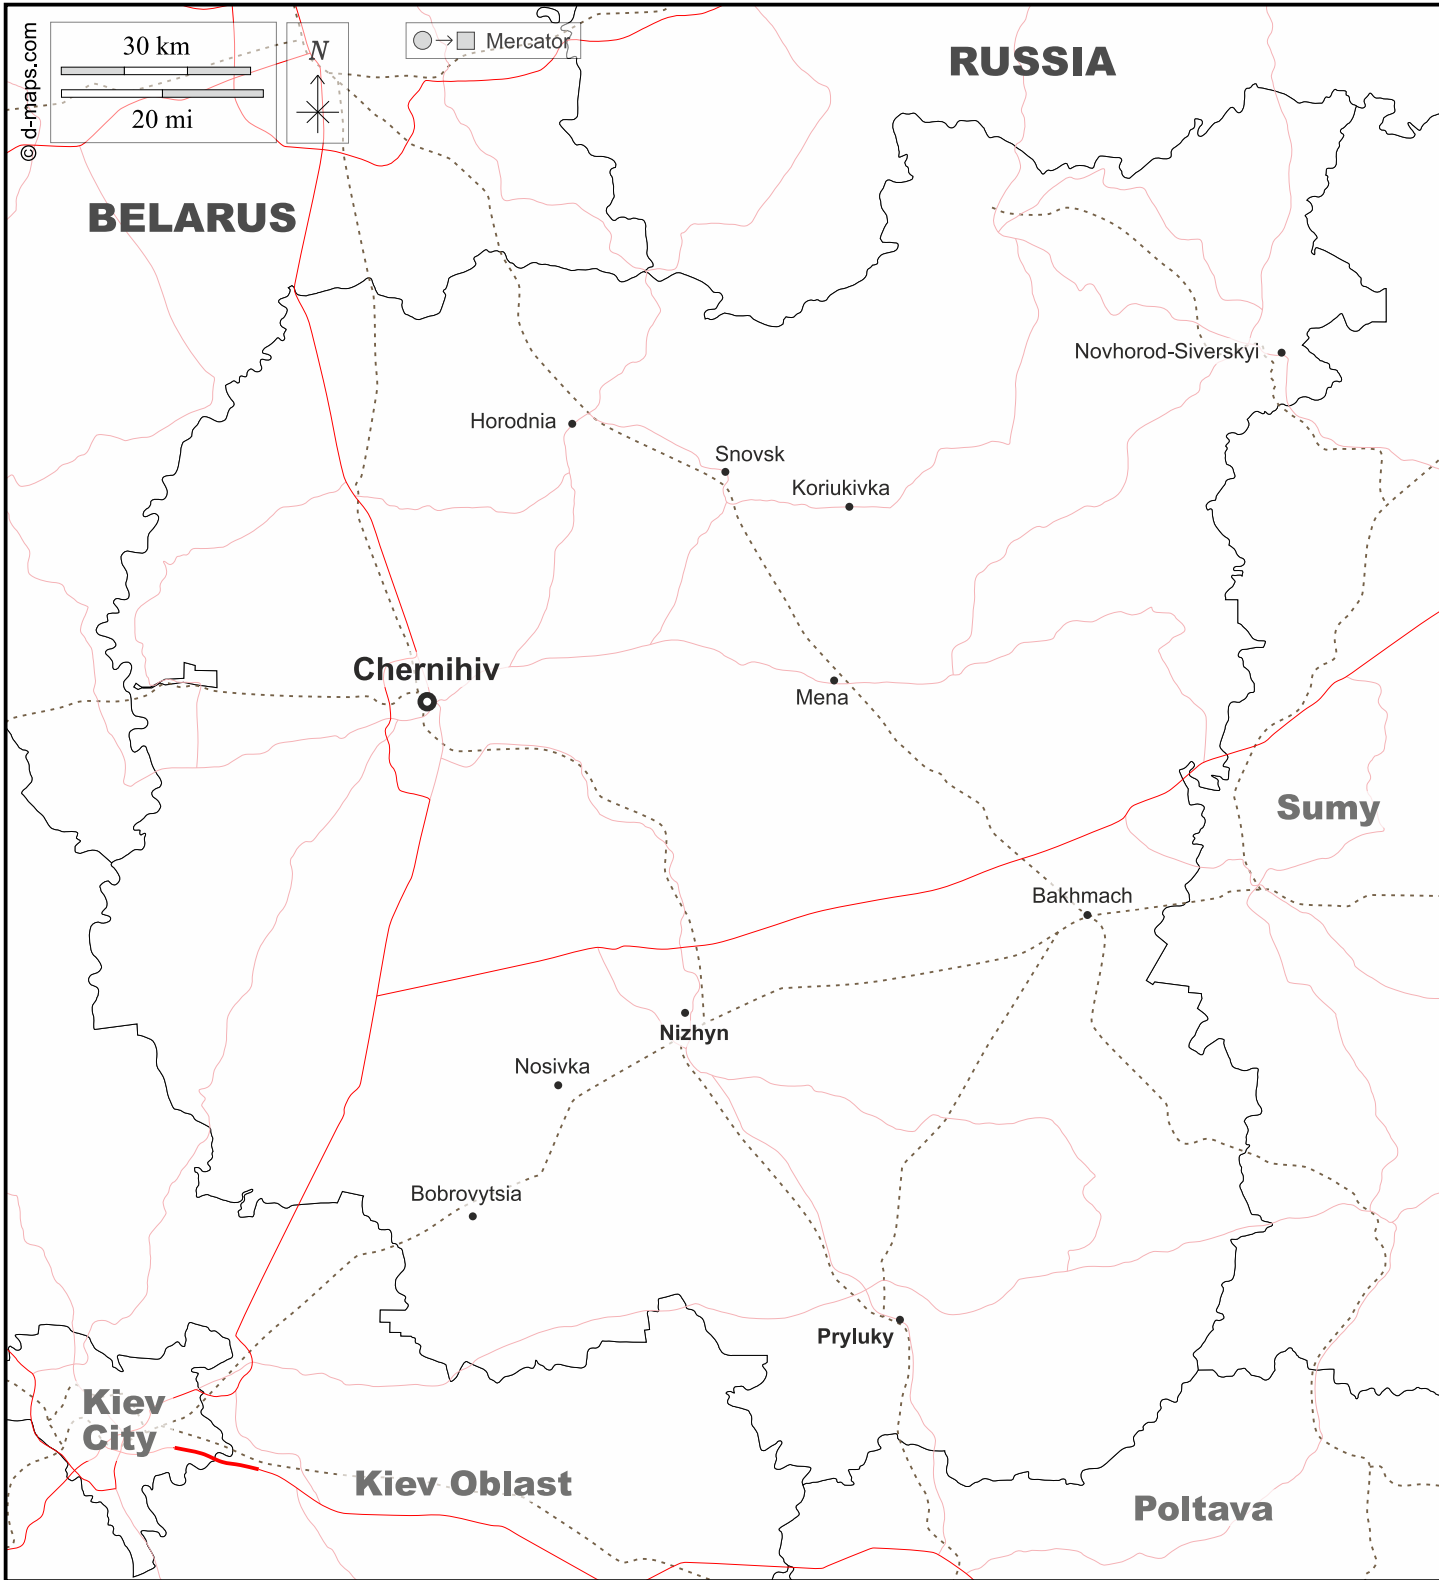 © d-maps.com
30 km
20 mi
N
Mercator
RUSSIA
BELARUS
Novhorod-Siverskyi
Horodnia
Snovsk
Koriukivka
Chernihiv
Mena
Sumy
Bakhmach
Nizhyn
Nosivka
Bobrovytsia
Pryluky
Kiev
City
Kiev Oblast
Poltava